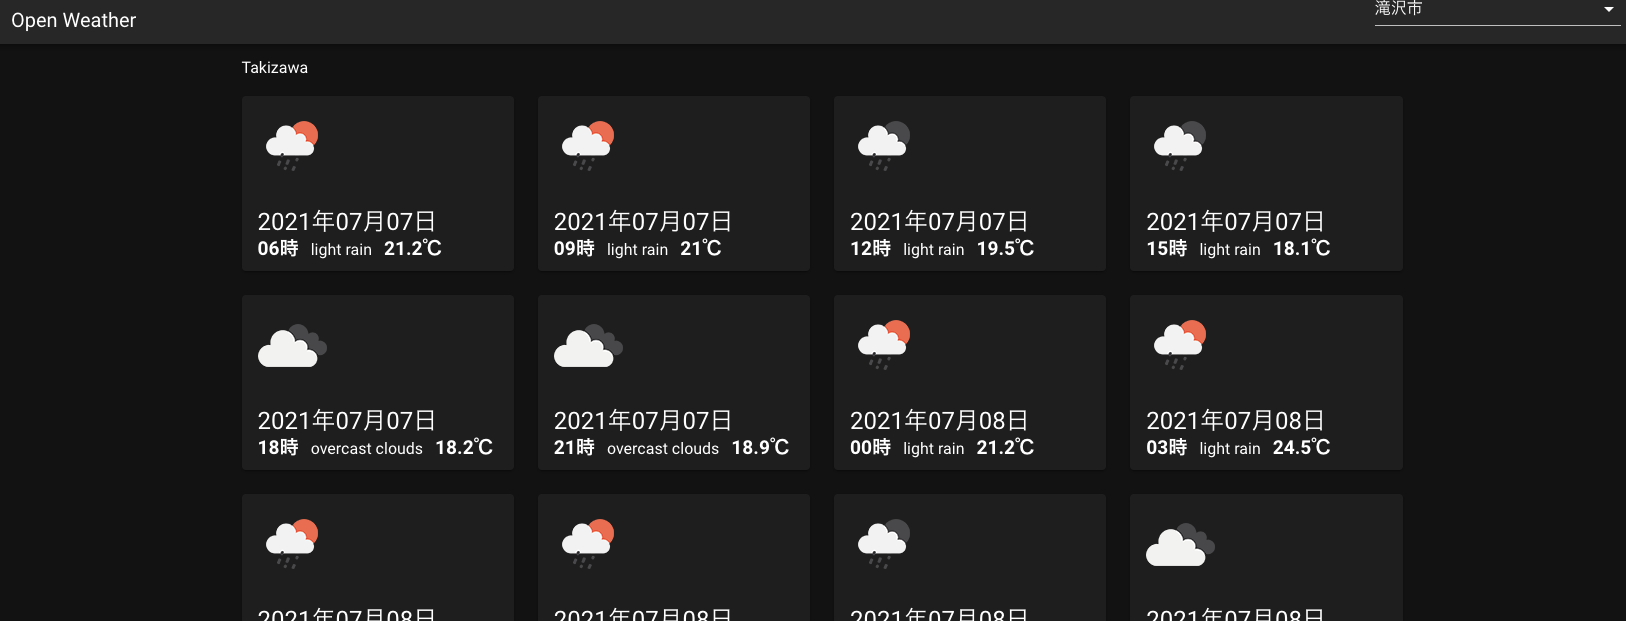 Open Weather
滝沢市
Takizawa
2021年07月07日
06時 light rain 21.2℃
2021年07月07日
09時 light rain 21℃
2021年07月07日
12時 light rain 19.5℃
2021年07月07日
15時 light rain 18.1℃
2021年07月07日
18時 overcast clouds 18.2℃
2021年07月07日
21時 overcast clouds 18.9℃
2021年07月08日
00時 light rain 21.2℃
2021年07月08日
03時 light rain 24.5℃
2021年07月08日
2021年07月08日
2021年07月08日
2021年07月08日